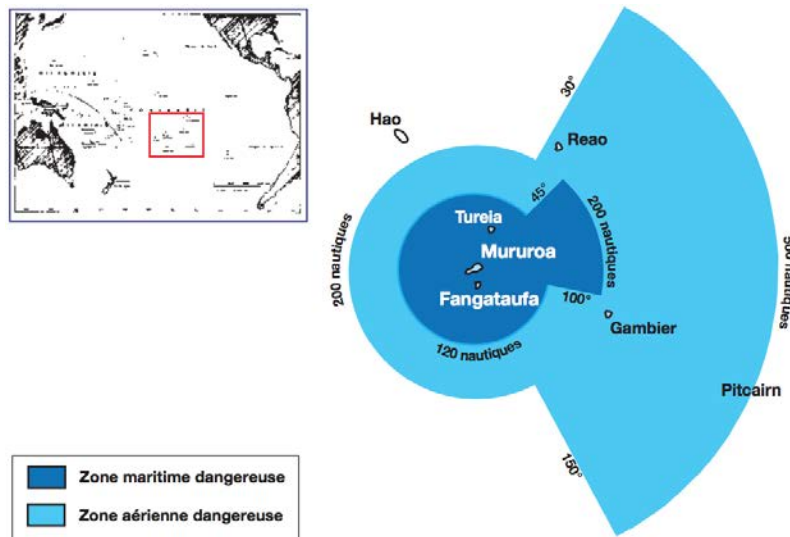 Hao
30°
Reao
45°
200 nautiques
Tureia
Mururoa
200 nautiques
Fangataufa
100°
Gambier
120 nautiques
Pitcairn
150°
Zone maritime dangereuse
Zone aérienne dangereuse